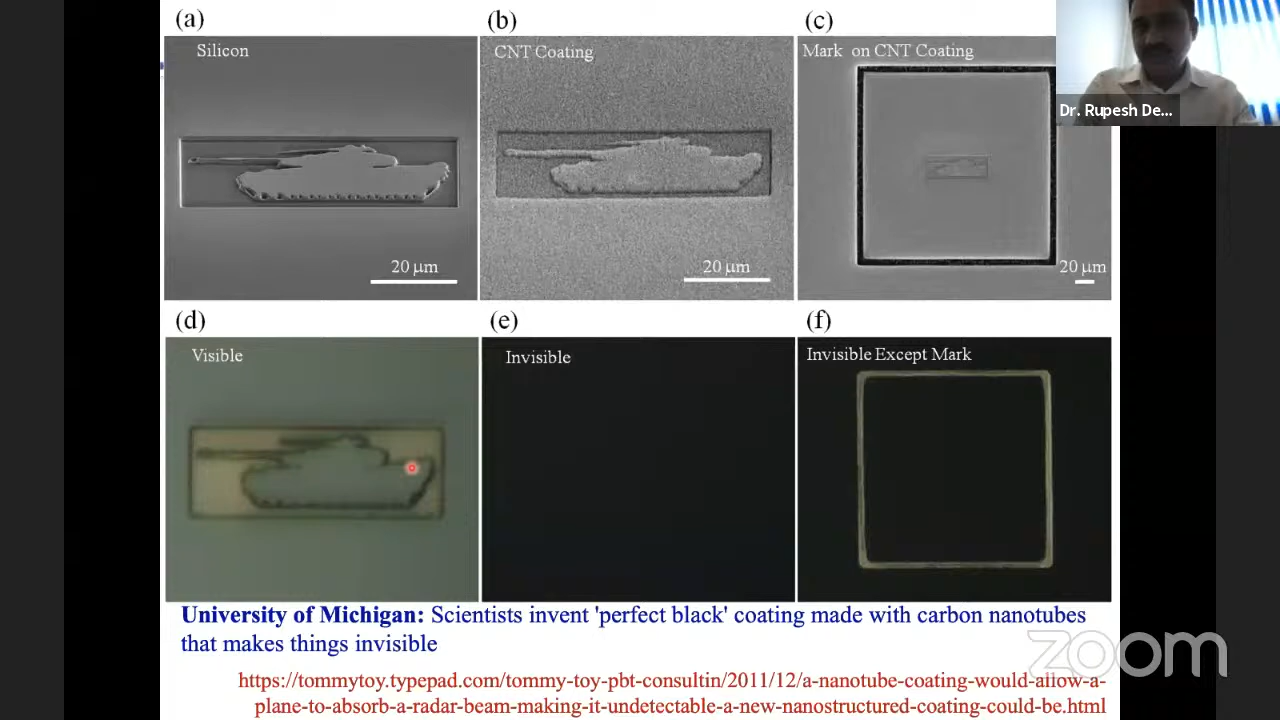 (a)
(b)
(c)
Silicon
CNT Coating
Mark on CNT Coating
Dr. Rupesh De...
20 μm
20 μm
20 μm
(d)
(e)
(f)
Visible
Invisible
Invisible Except Mark
University of Michigan: Scientists invent 'perfect black' coating made with carbon nanotubes
that makes things invisible
zoom
https://tommytoy.typepad.com/tommy-toy-pbt-consultin/2011/12/a-nanotube-coating-would-allow-a-
plane-to-absorb-a-radar-beam-making-it-undetectable-a-new-nanostructured-coating-could-be.html